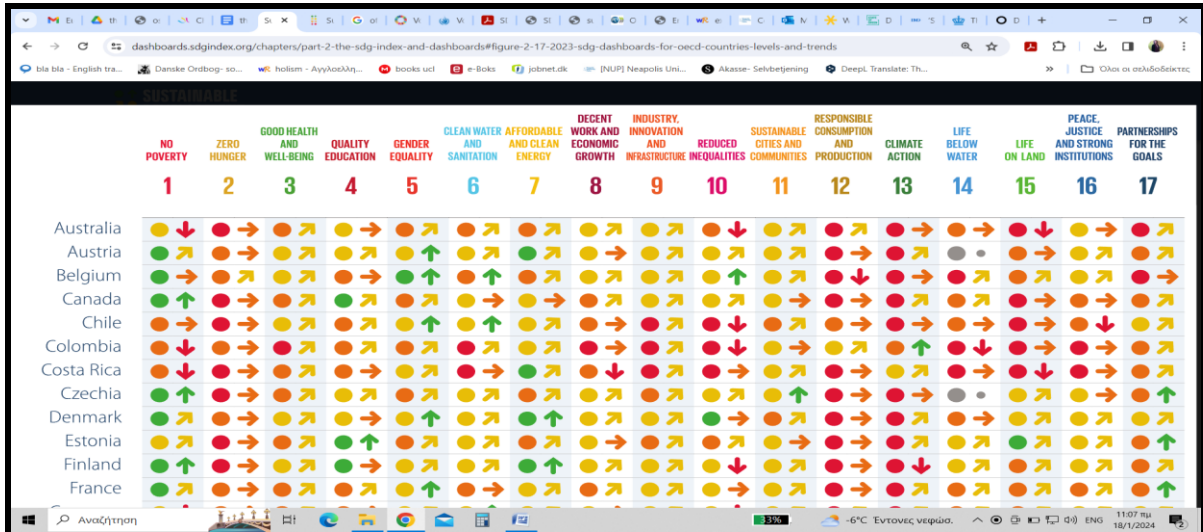 dashboards.sdgindex.org/chapters/part-2-the-sdg-index-and-dashboards#figure-2-17-2023-sdg-dashboards-for-oecd-countries-levels-and-trends
bla bla - English tra... Danske Ordbog- so... holism - Αγγλοελλην... books ucl e-Boks jobnet.dk [NUP] Neapolis Uni... Akasse- Selvbetjening DeepL Translate: Th... » Όλοι οι σελιδοδείκτες
SUSTAINABLE
NO POVERTY
ZERO HUNGER
GOOD HEALTH AND WELL-BEING
QUALITY EDUCATION
GENDER EQUALITY
CLEAN WATER AND SANITATION
AFFORDABLE AND CLEAN ENERGY
DECENT WORK AND ECONOMIC GROWTH
INDUSTRY, INNOVATION AND INFRASTRUCTURE
REDUCED INEQUALITIES
SUSTAINABLE CITIES AND COMMUNITIES
RESPONSIBLE CONSUMPTION AND PRODUCTION
CLIMATE ACTION
LIFE BELOW WATER
LIFE ON LAND
PEACE, JUSTICE AND STRONG INSTITUTIONS
PARTNERSHIPS FOR THE GOALS
1 2 3 4 5 6 7 8 9 10 11 12 13 14 15 16 17
Australia
Austria
Belgium
Canada
Chile
Colombia
Costa Rica
Czechia
Denmark
Estonia
Finland
France
Αναζήτηση 33% -6°C Έντονες νεφώσ. ENG 11:07 πμ
18/1/2024